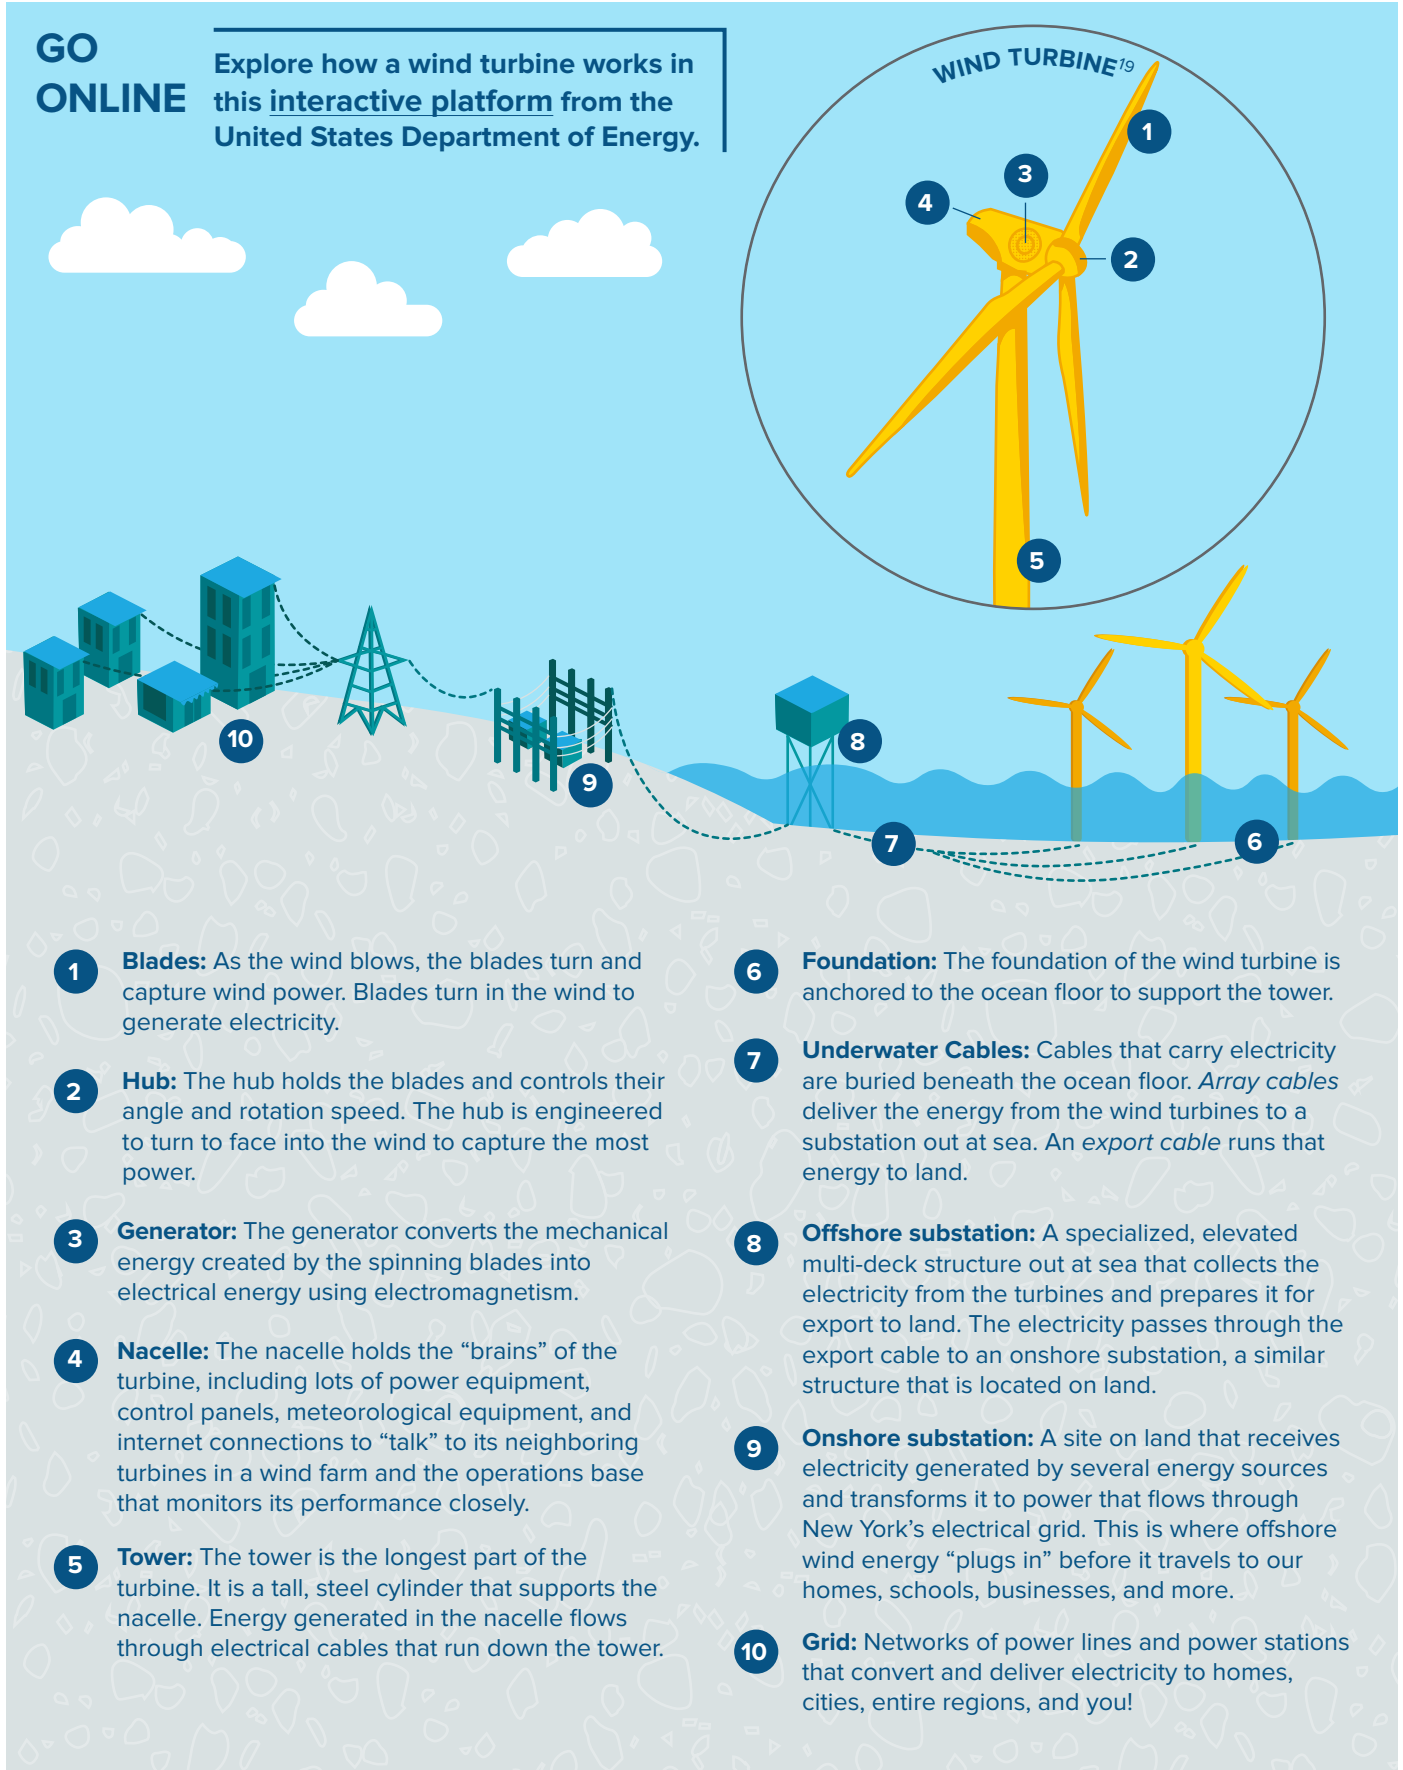 GO
ONLINE
Explore how a wind turbine works in
this interactive platform from the
United States Department of Energy.
WIND TURBINE19
1
3
4
2
5
10
9
8
7
6
1
Blades: As the wind blows, the blades turn and
capture wind power. Blades turn in the wind to
generate electricity.
2
Hub: The hub holds the blades and controls their
angle and rotation speed. The hub is engineered
to turn to face into the wind to capture the most
power.
3
Generator: The generator converts the mechanical
energy created by the spinning blades into
electrical energy using electromagnetism.
4
Nacelle: The nacelle holds the “brains” of the
turbine, including lots of power equipment,
control panels, meteorological equipment, and
internet connections to “talk” to its neighboring
turbines in a wind farm and the operations base
that monitors its performance closely.
5
Tower: The tower is the longest part of the
turbine. It is a tall, steel cylinder that supports the
nacelle. Energy generated in the nacelle flows
through electrical cables that run down the tower.
6
Foundation: The foundation of the wind turbine is
anchored to the ocean floor to support the tower.
7
Underwater Cables: Cables that carry electricity
are buried beneath the ocean floor. Array cables
deliver the energy from the wind turbines to a
substation out at sea. An export cable runs that
energy to land.
8
Offshore substation: A specialized, elevated
multi-deck structure out at sea that collects the
electricity from the turbines and prepares it for
export to land. The electricity passes through the
export cable to an onshore substation, a similar
structure that is located on land.
9
Onshore substation: A site on land that receives
electricity generated by several energy sources
and transforms it to power that flows through
New York’s electrical grid. This is where offshore
wind energy “plugs in” before it travels to our
homes, schools, businesses, and more.
10
Grid: Networks of power lines and power stations
that convert and deliver electricity to homes,
cities, entire regions, and you!